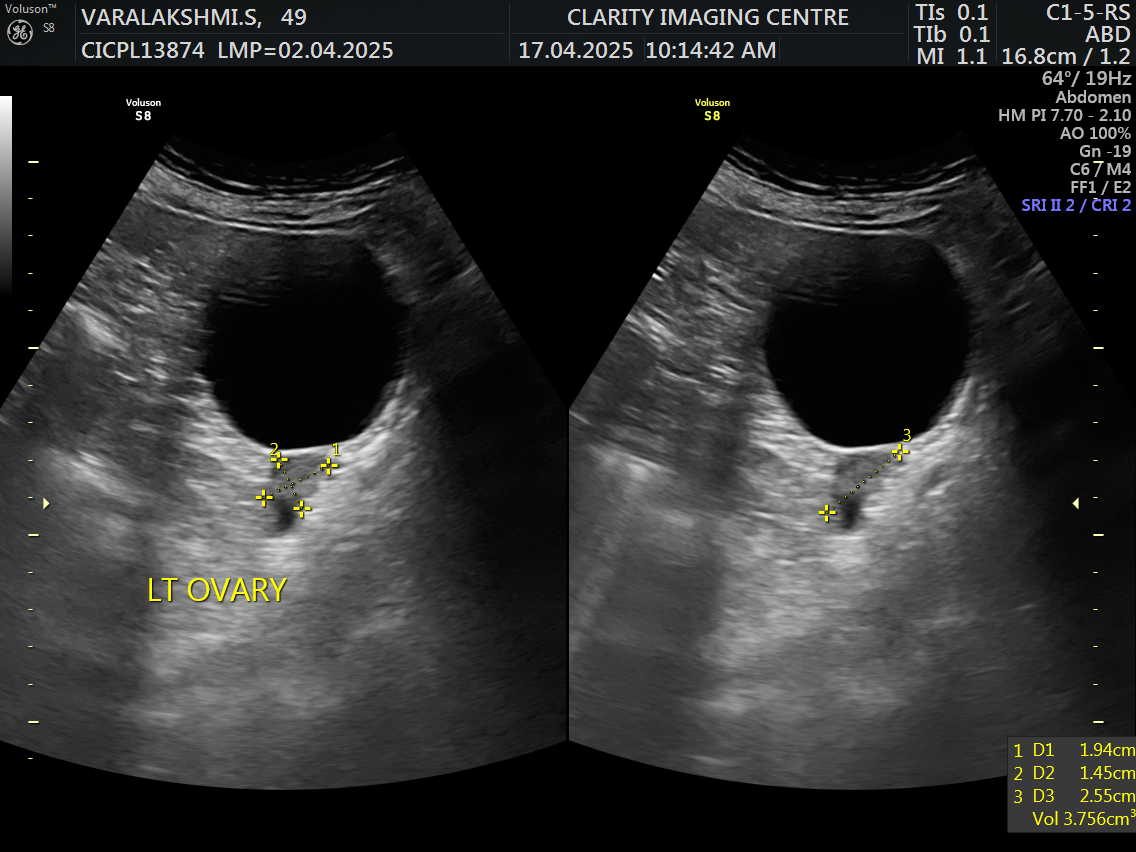 Voluson™
S8
VARALAKSHMI.S, 49
CICPL13874 LMP=02.04.2025
CLARITY IMAGING CENTRE
17.04.2025 10:14:42 AM
TIs 0.1
TIb 0.1
MI 1.1
C1-5-RS
ABD
16.8cm / 1.2
64°/ 19Hz
Abdomen
HM PI 7.70 - 2.10
AO 100%
Gn -19
C6 7 M4
FF1 / E2
SRI II 2 / CRI 2
Voluson
S8
Voluson
S8
2
1
3
LT OVARY
1 D1 1.94cm
2 D2 1.45cm
3 D3 2.55cm
Vol 3.756cm³